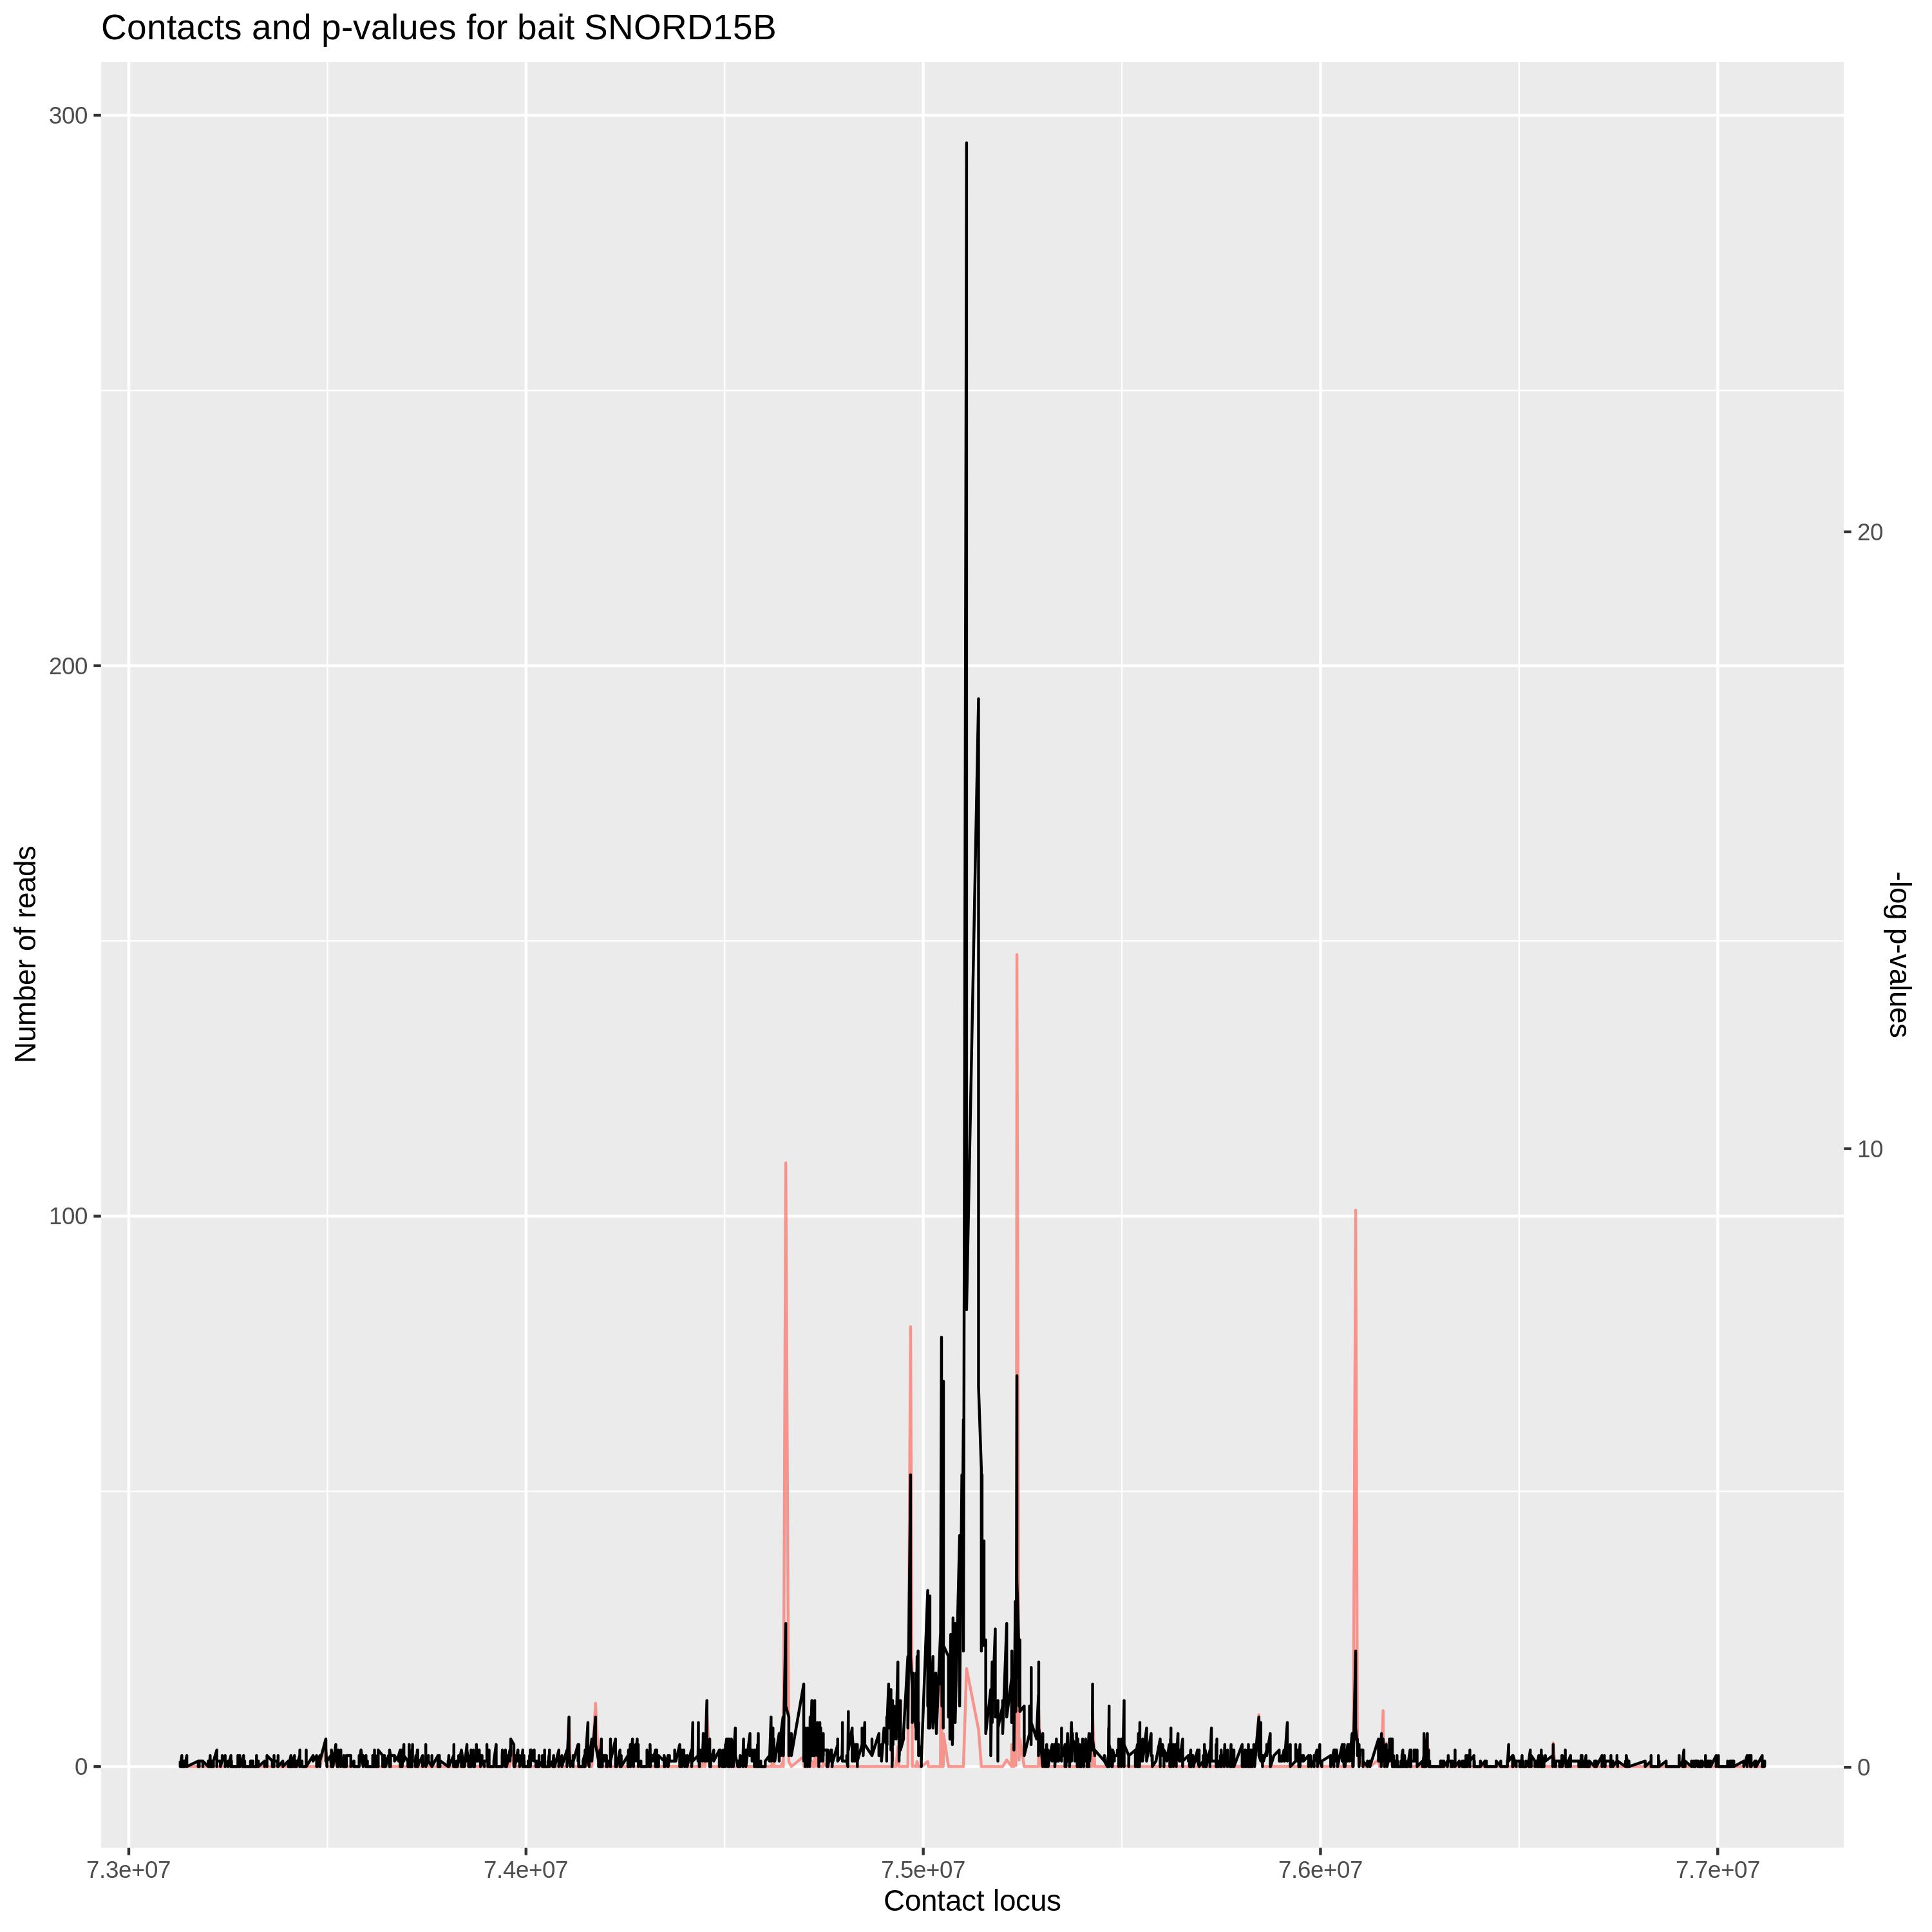 Contacts and p-values for bait SNORD15B
300
200
100
0
Number of reads
20
10
0
-log p-values
7.3e+07
7.4e+07
7.5e+07
7.6e+07
7.7e+07
Contact locus